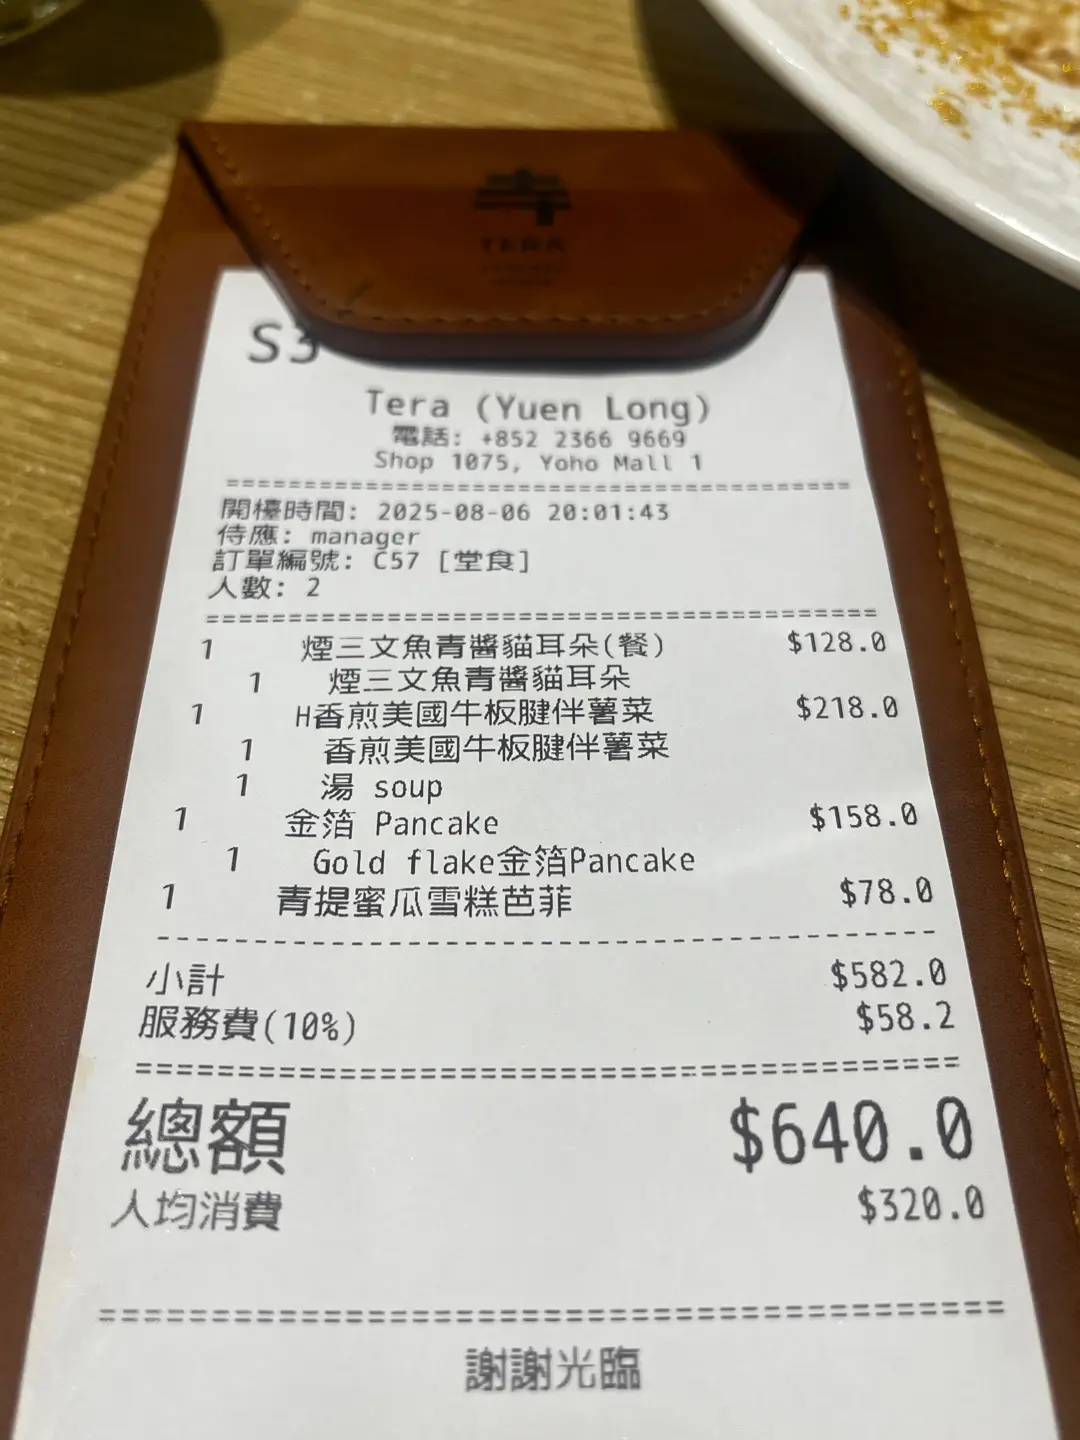 TERA
S3
Tera (Yuen Long)
電話: +852 2366 9669
Shop 1075, Yoho Mall 1
==========================================
開檯時間: 2025-08-06 20:01:43
侍應: manager
訂單編號: C57 [堂食]
人數: 2
==========================================
1 煙三文魚青醬貓耳朵(餐) $128.0
1 煙三文魚青醬貓耳朵
1 H香煎美國牛板腱伴薯菜 $218.0
1 香煎美國牛板腱伴薯菜
1 湯 soup
1 金箔 Pancake $158.0
1 Gold flake金箔Pancake
1 青提蜜瓜雪糕芭菲 $78.0
------------------------------------------
小計 $582.0
服務費(10%) $58.2
==========================================
總額 $640.0
人均消費 $320.0
==========================================
謝謝光臨